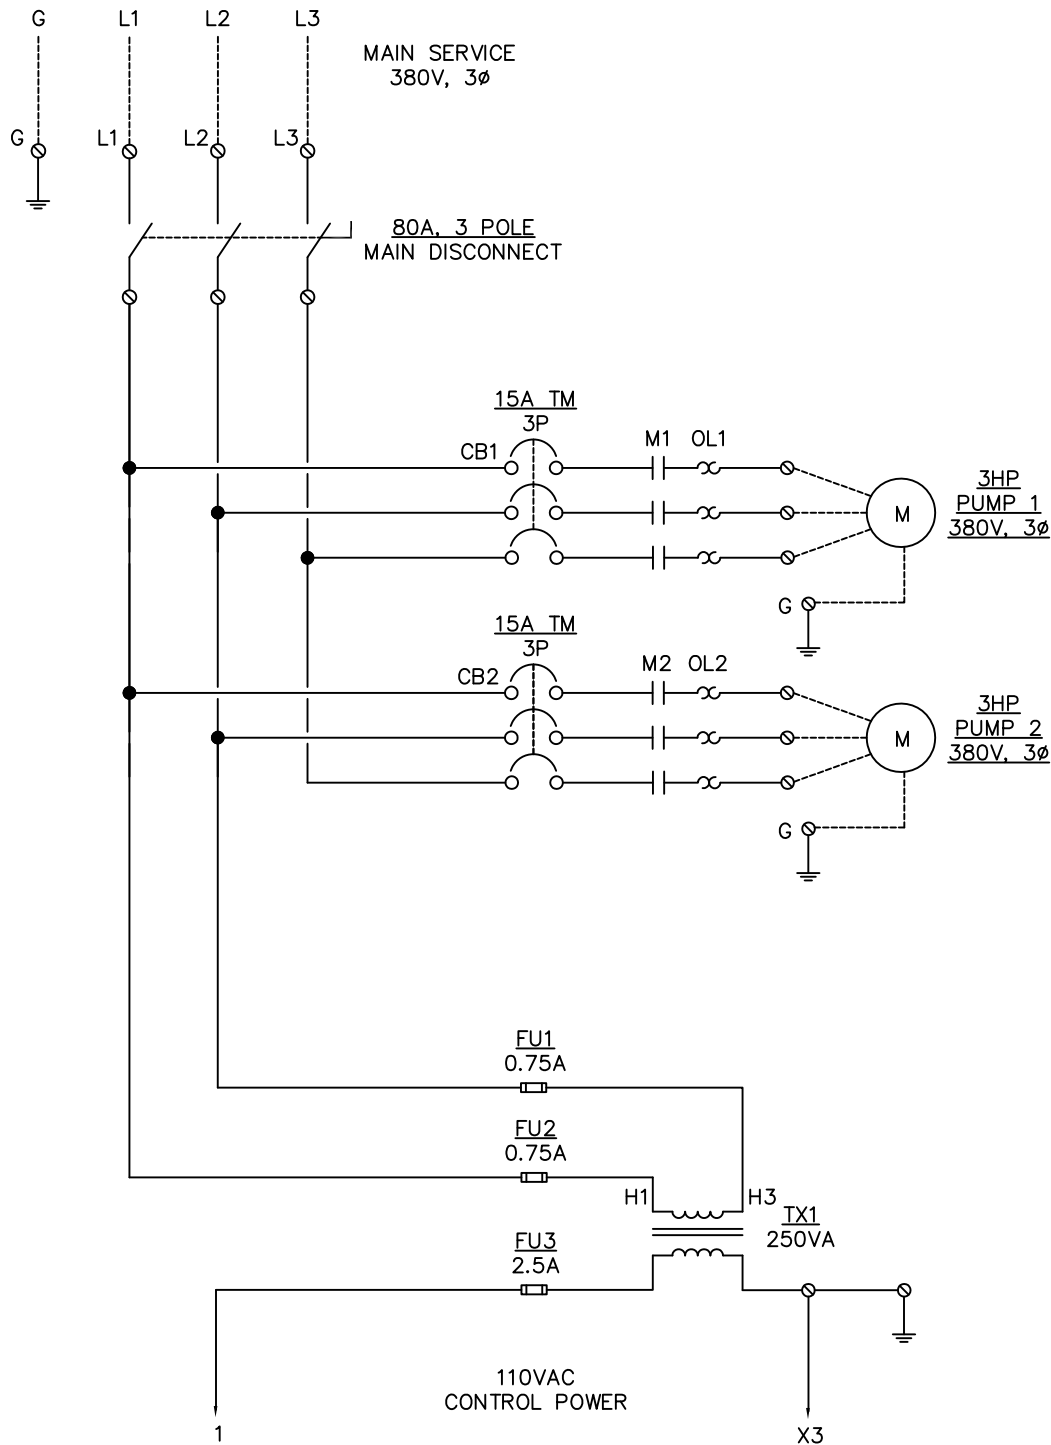 G L1 L2 L3
MAIN SERVICE
380V, 3Ø
G L1 L2 L3
80A, 3 POLE
MAIN DISCONNECT
15A TM
3P
CB1 M1 OL1
3HP
PUMP 1
380V, 3Ø
M
G
15A TM
3P
CB2 M2 OL2
3HP
PUMP 2
380V, 3Ø
M
G
FU1
0.75A
FU2
0.75A
H1 H3
TX1
250VA
FU3
2.5A
110VAC
CONTROL POWER
1 X3